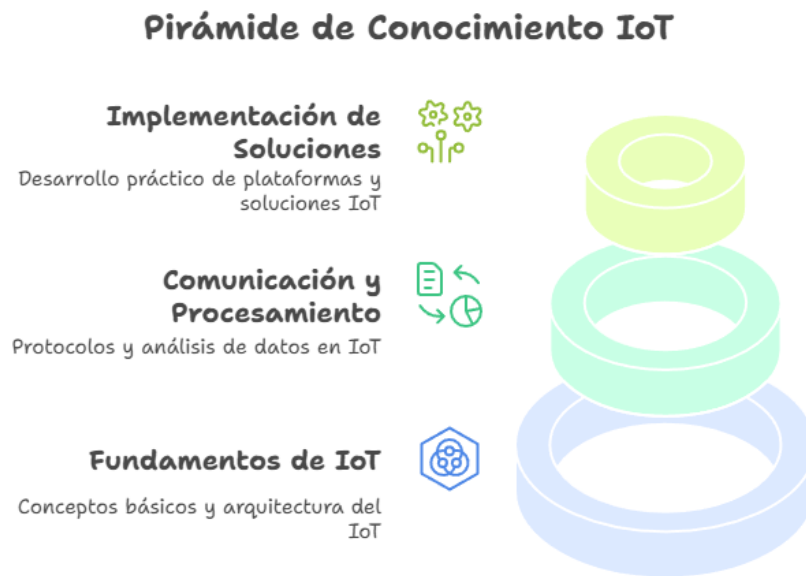 Pirámide de Conocimiento IoT
Implementación de
Soluciones
Desarrollo práctico de plataformas y
soluciones IoT
Comunicación y
Procesamiento
Protocolos y análisis de datos en IoT
Fundamentos de IoT
Conceptos básicos y arquitectura del
IoT